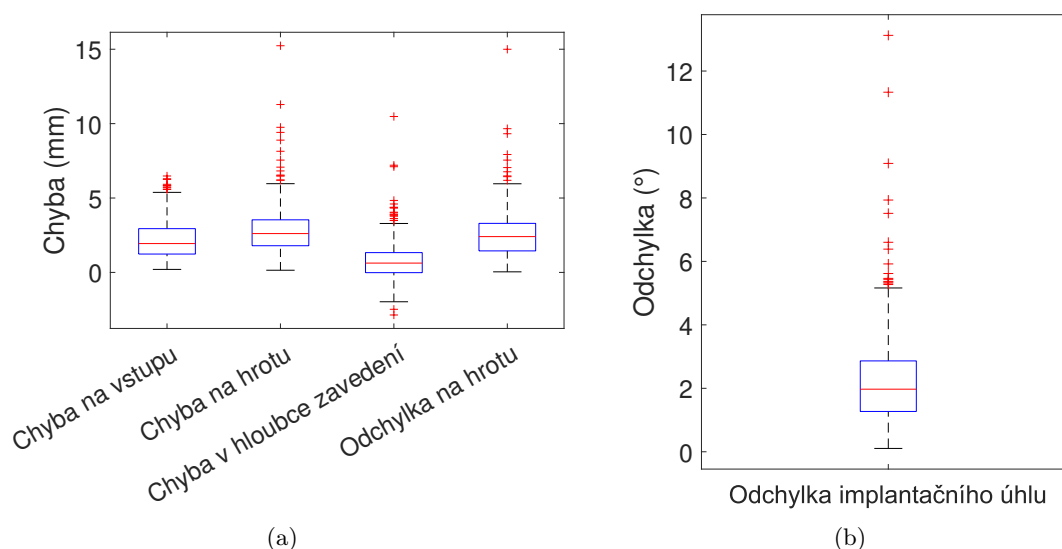 15
10
5
0
Chyba (mm)
Chyba na vstupu
Chyba na hrotu
Chyba v hloubce zavedení
Odchylka na hrotu
(a)
12
10
8
6
4
2
0
Odchylka (°)
Odchylka implantačního úhlu
(b)